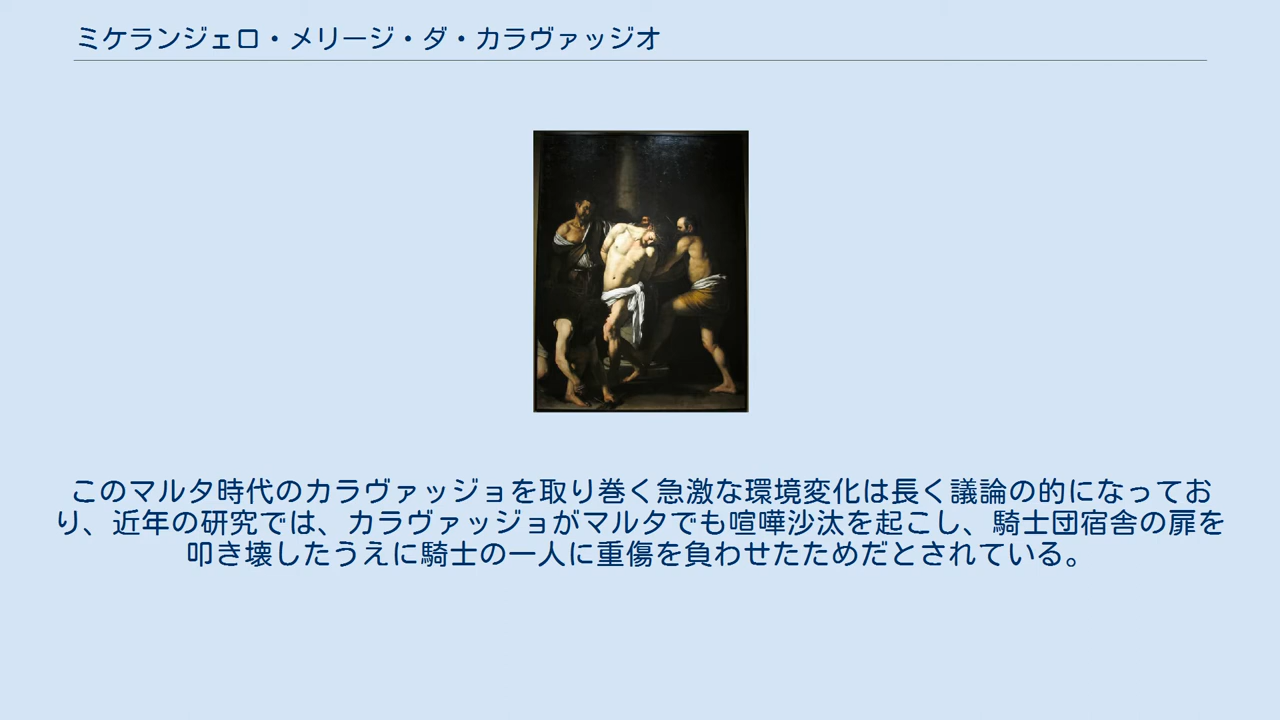 ミケランジェロ・メリージ・ダ・カラヴァッジオ
このマルタ時代のカラヴァッジョを取り巻く急激な環境変化は長く議論の的になってお
り、近年の研究では、カラヴァッジョがマルタでも喧嘩沙汰を起こし、騎士団宿舎の扉を
叩き壊したうえに騎士の一人に重傷を負わせたためだとされている。